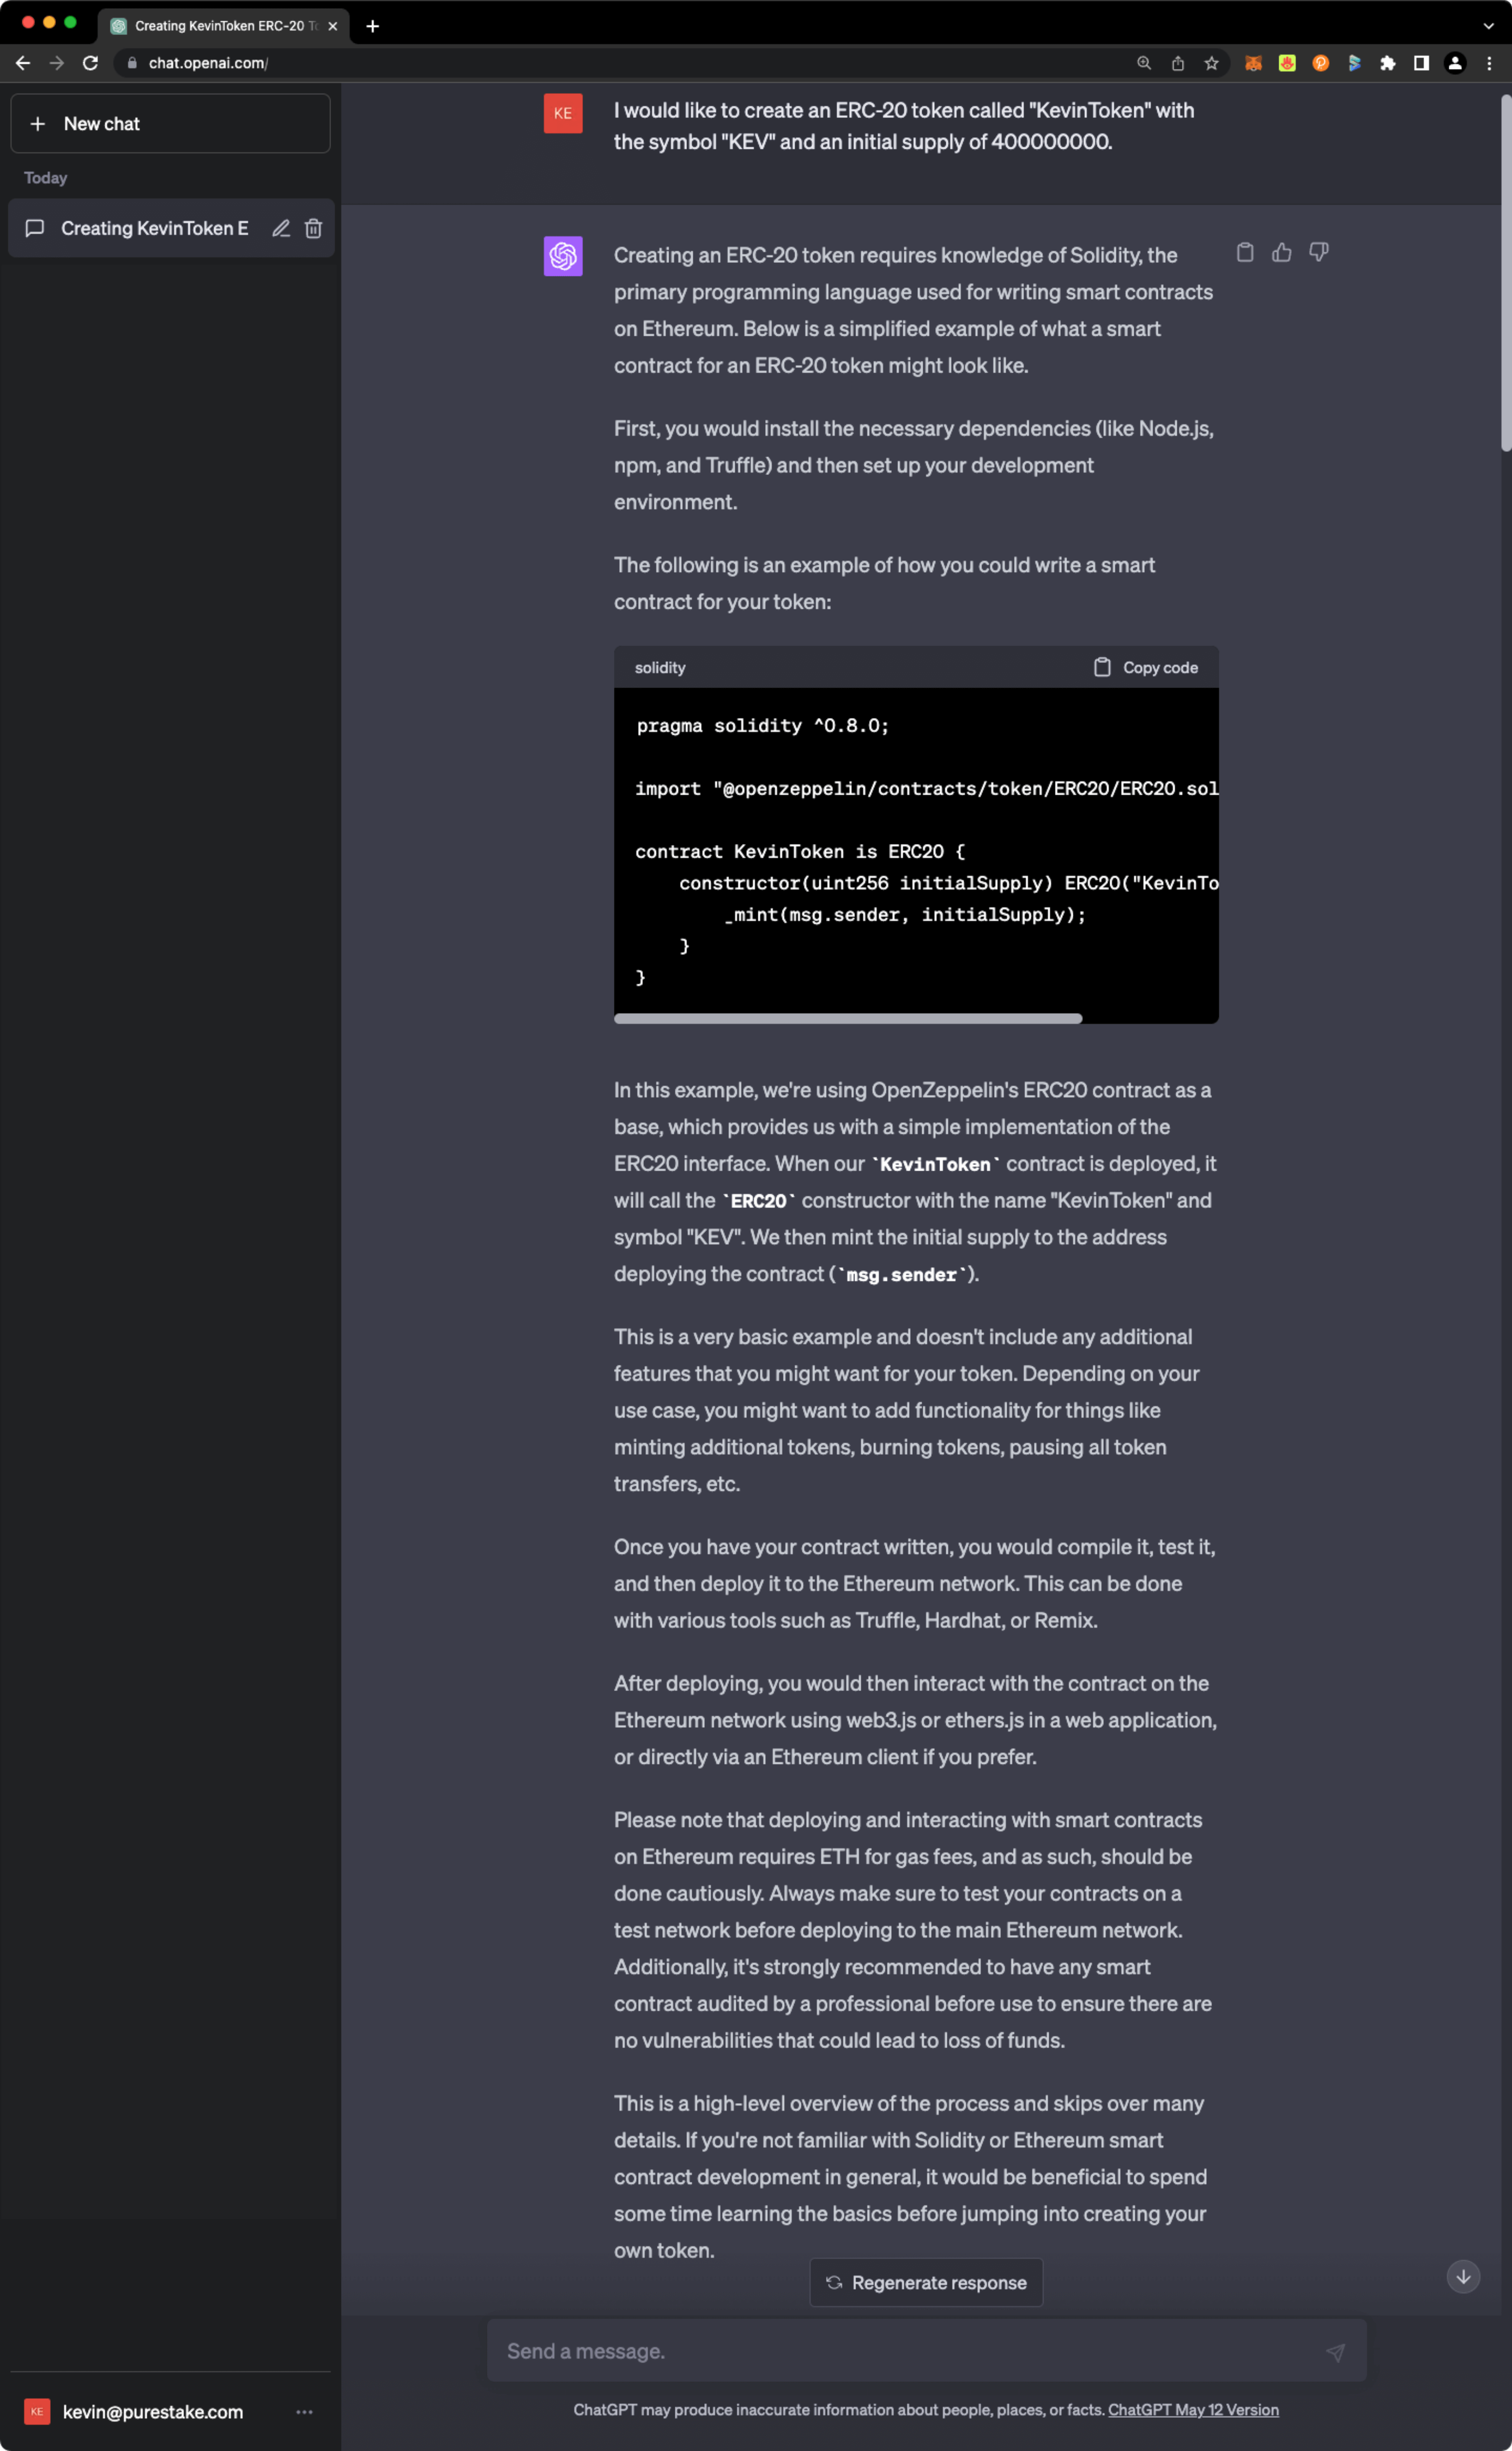 Creating KevinToken ERC-20 T
chat.openai.com/
New chat
Today
Creating KevinToken E
KE
I would like to create an ERC-20 token called "KevinToken" with
the symbol "KEV" and an initial supply of 400000000.
Creating an ERC-20 token requires knowledge of Solidity, the
primary programming language used for writing smart contracts
on Ethereum. Below is a simplified example of what a smart
contract for an ERC-20 token might look like.
First, you would install the necessary dependencies (like Node.js,
npm, and Truffle) and then set up your development
environment.
The following is an example of how you could write a smart
contract for your token:
solidity
Copy code
pragma solidity ^0.8.0;
import "@openzeppelin/contracts/token/ERC20/ERC20.sol
contract KevinToken is ERC20 {
constructor(uint256 initialSupply) ERC20("KevinTo
_mint(msg.sender, initialSupply);
}
}
In this example, we're using OpenZeppelin's ERC20 contract as a
base, which provides us with a simple implementation of the
ERC20 interface. When our `KevinToken` contract is deployed, it
will call the `ERC20` constructor with the name "KevinToken" and
symbol "KEV". We then mint the initial supply to the address
deploying the contract (`msg.sender`).
This is a very basic example and doesn't include any additional
features that you might want for your token. Depending on your
use case, you might want to add functionality for things like
minting additional tokens, burning tokens, pausing all token
transfers, etc.
Once you have your contract written, you would compile it, test it,
and then deploy it to the Ethereum network. This can be done
with various tools such as Truffle, Hardhat, or Remix.
After deploying, you would then interact with the contract on the
Ethereum network using web3.js or ethers.js in a web application,
or directly via an Ethereum client if you prefer.
Please note that deploying and interacting with smart contracts
on Ethereum requires ETH for gas fees, and as such, should be
done cautiously. Always make sure to test your contracts on a
test network before deploying to the main Ethereum network.
Additionally, it's strongly recommended to have any smart
contract audited by a professional before use to ensure there are
no vulnerabilities that could lead to loss of funds.
This is a high-level overview of the process and skips over many
details. If you're not familiar with Solidity or Ethereum smart
contract development in general, it would be beneficial to spend
some time learning the basics before jumping into creating your
own token.
Regenerate response
Send a message.
KE
kevin@purestake.com
ChatGPT may produce inaccurate information about people, places, or facts. ChatGPT May 12 Version